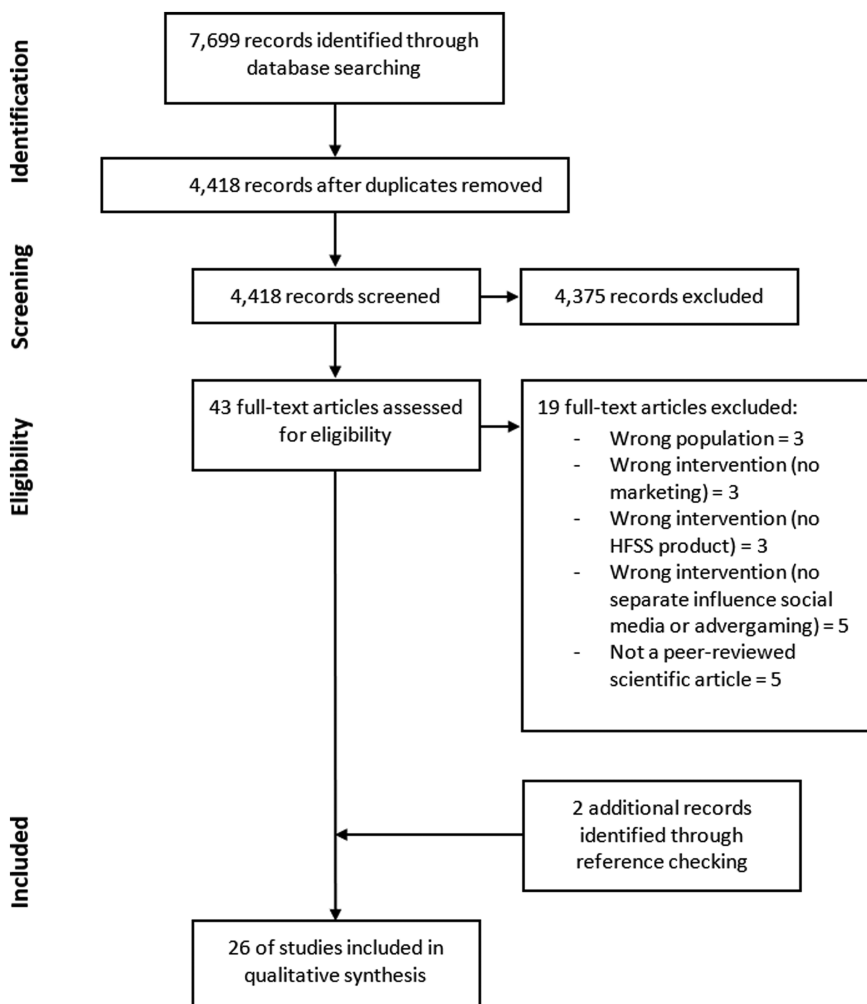 Identification
7,699 records identified through
database searching
4,418 records after duplicates removed
Screening
4,418 records screened
4,375 records excluded
Eligibility
43 full-text articles assessed
for eligibility
19 full-text articles excluded:
- Wrong population = 3
- Wrong intervention (no
marketing) = 3
- Wrong intervention (no
HFSS product) = 3
- Wrong intervention (no
separate influence social
media or advergaming) = 5
- Not a peer-reviewed
scientific article = 5
Included
2 additional records
identified through
reference checking
26 of studies included in
qualitative synthesis